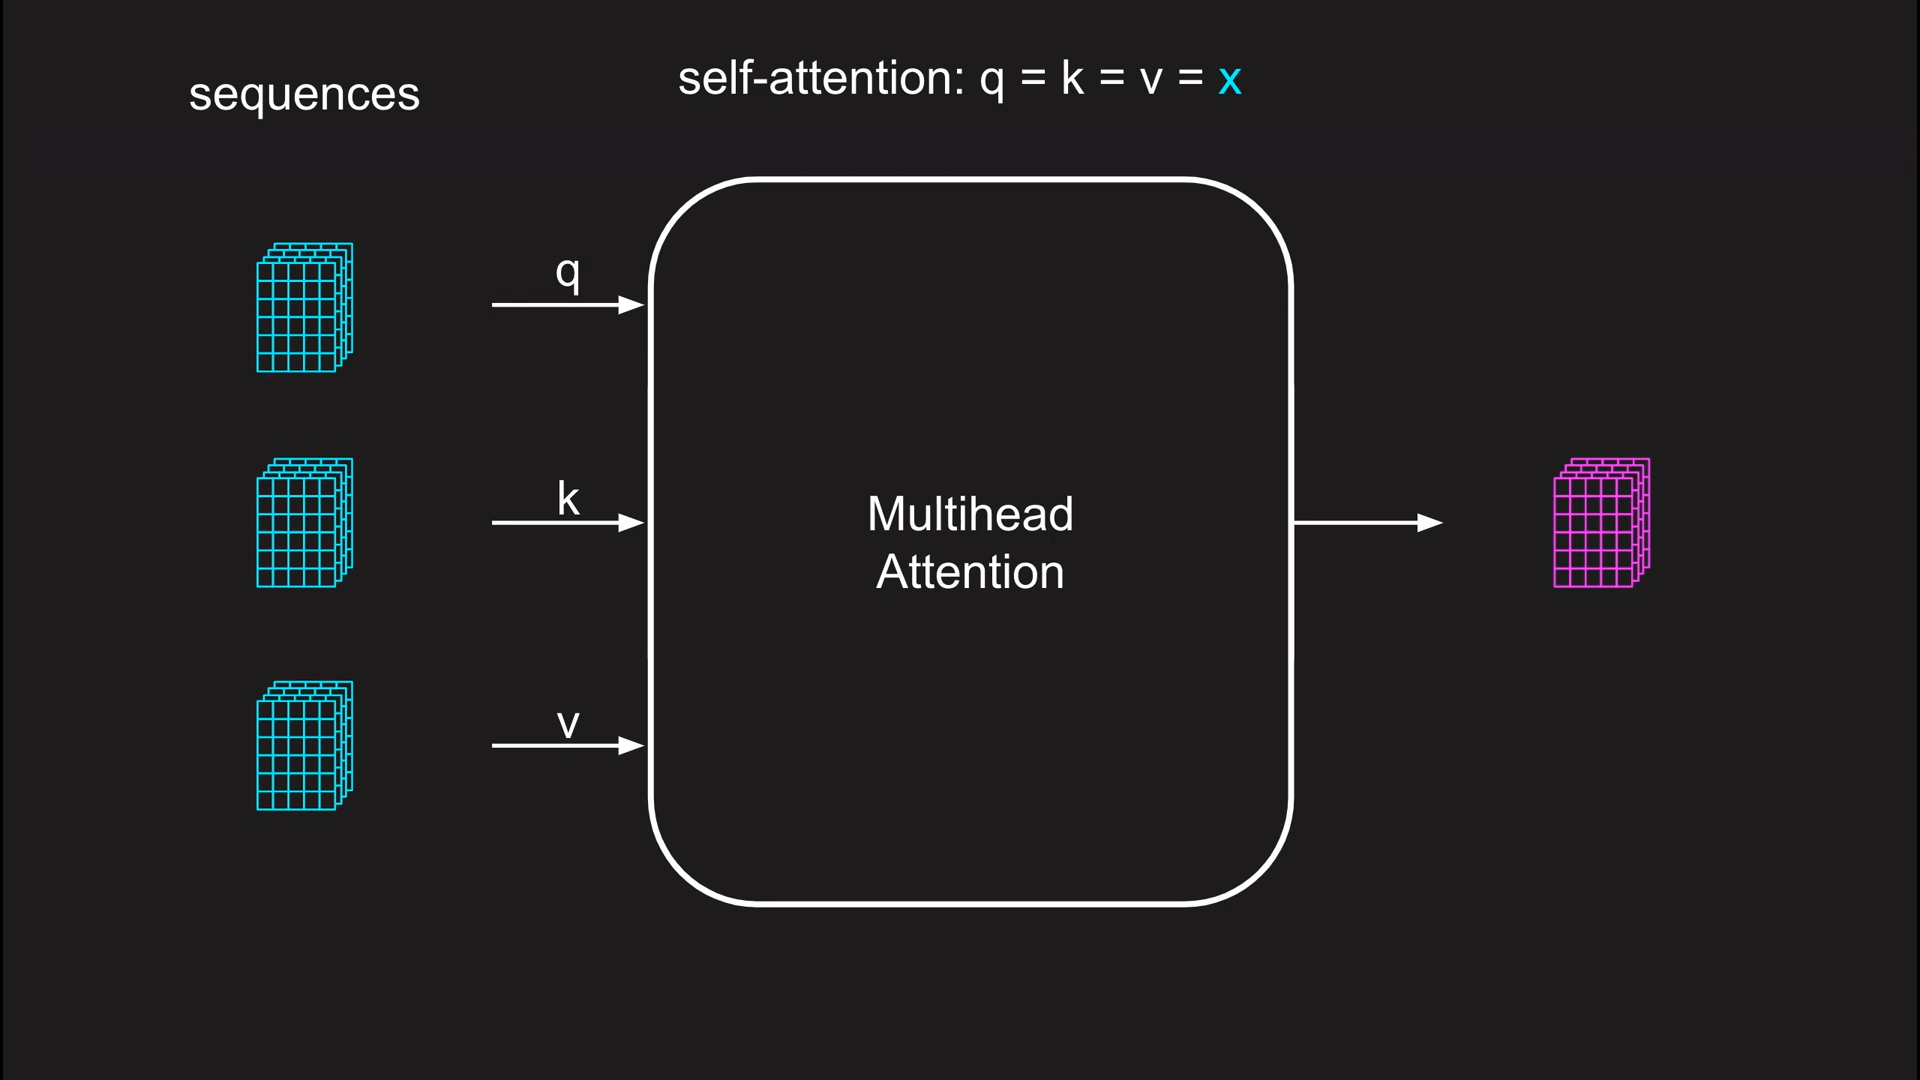 sequences
self-attention: q = k = v = x
q
k
v
Multihead
Attention